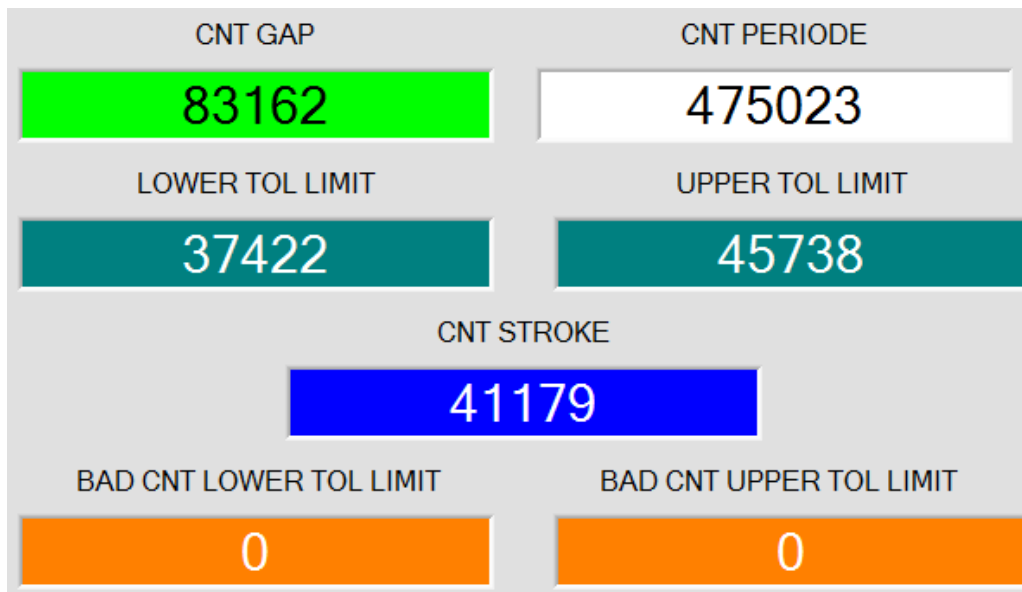 CNT GAP
CNT PERIODE
83162
475023
LOWER TOL LIMIT
UPPER TOL LIMIT
37422
45738
CNT STROKE
41179
BAD CNT LOWER TOL LIMIT
BAD CNT UPPER TOL LIMIT
0
0